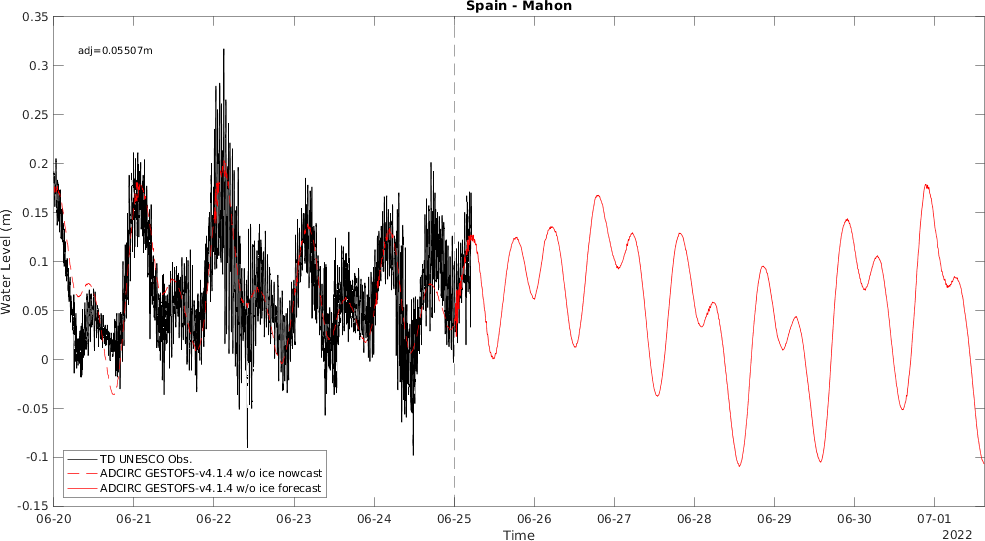 Spain - Mahon
0.35
0.3
0.25
0.2
0.15
0.1
0.05
0
-0.05
-0.1
-0.15
Water Level (m)
adj=0.05507m
TD UNESCO Obs.
ADCIRC GESTOFS-v4.1.4 w/o ice nowcast
ADCIRC GESTOFS-v4.1.4 w/o ice forecast
06-20 06-21 06-22 06-23 06-24 06-25 06-26 06-27 06-28 06-29 06-30 07-01
Time
2022